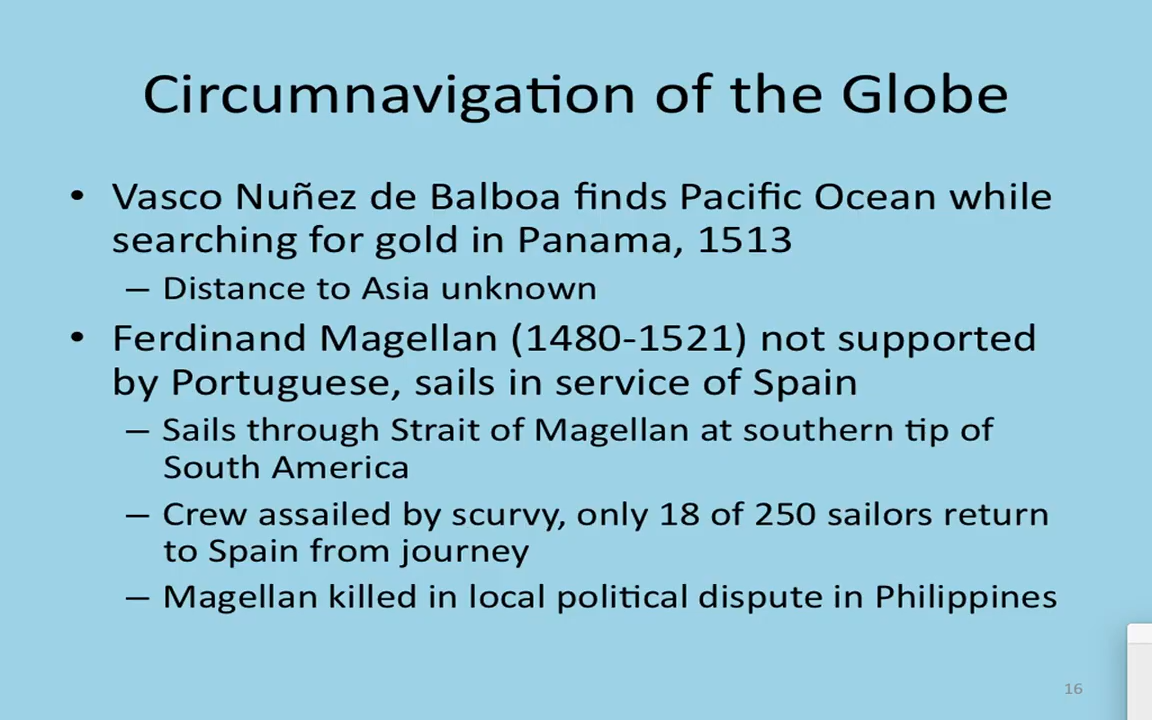 Circumnavigation of the Globe
• Vasco Nuñez de Balboa finds Pacific Ocean while
searching for gold in Panama, 1513
– Distance to Asia unknown
• Ferdinand Magellan (1480-1521) not supported
by Portuguese, sails in service of Spain
– Sails through Strait of Magellan at southern tip of
South America
– Crew assailed by scurvy, only 18 of 250 sailors return
to Spain from journey
– Magellan killed in local political dispute in Philippines
16